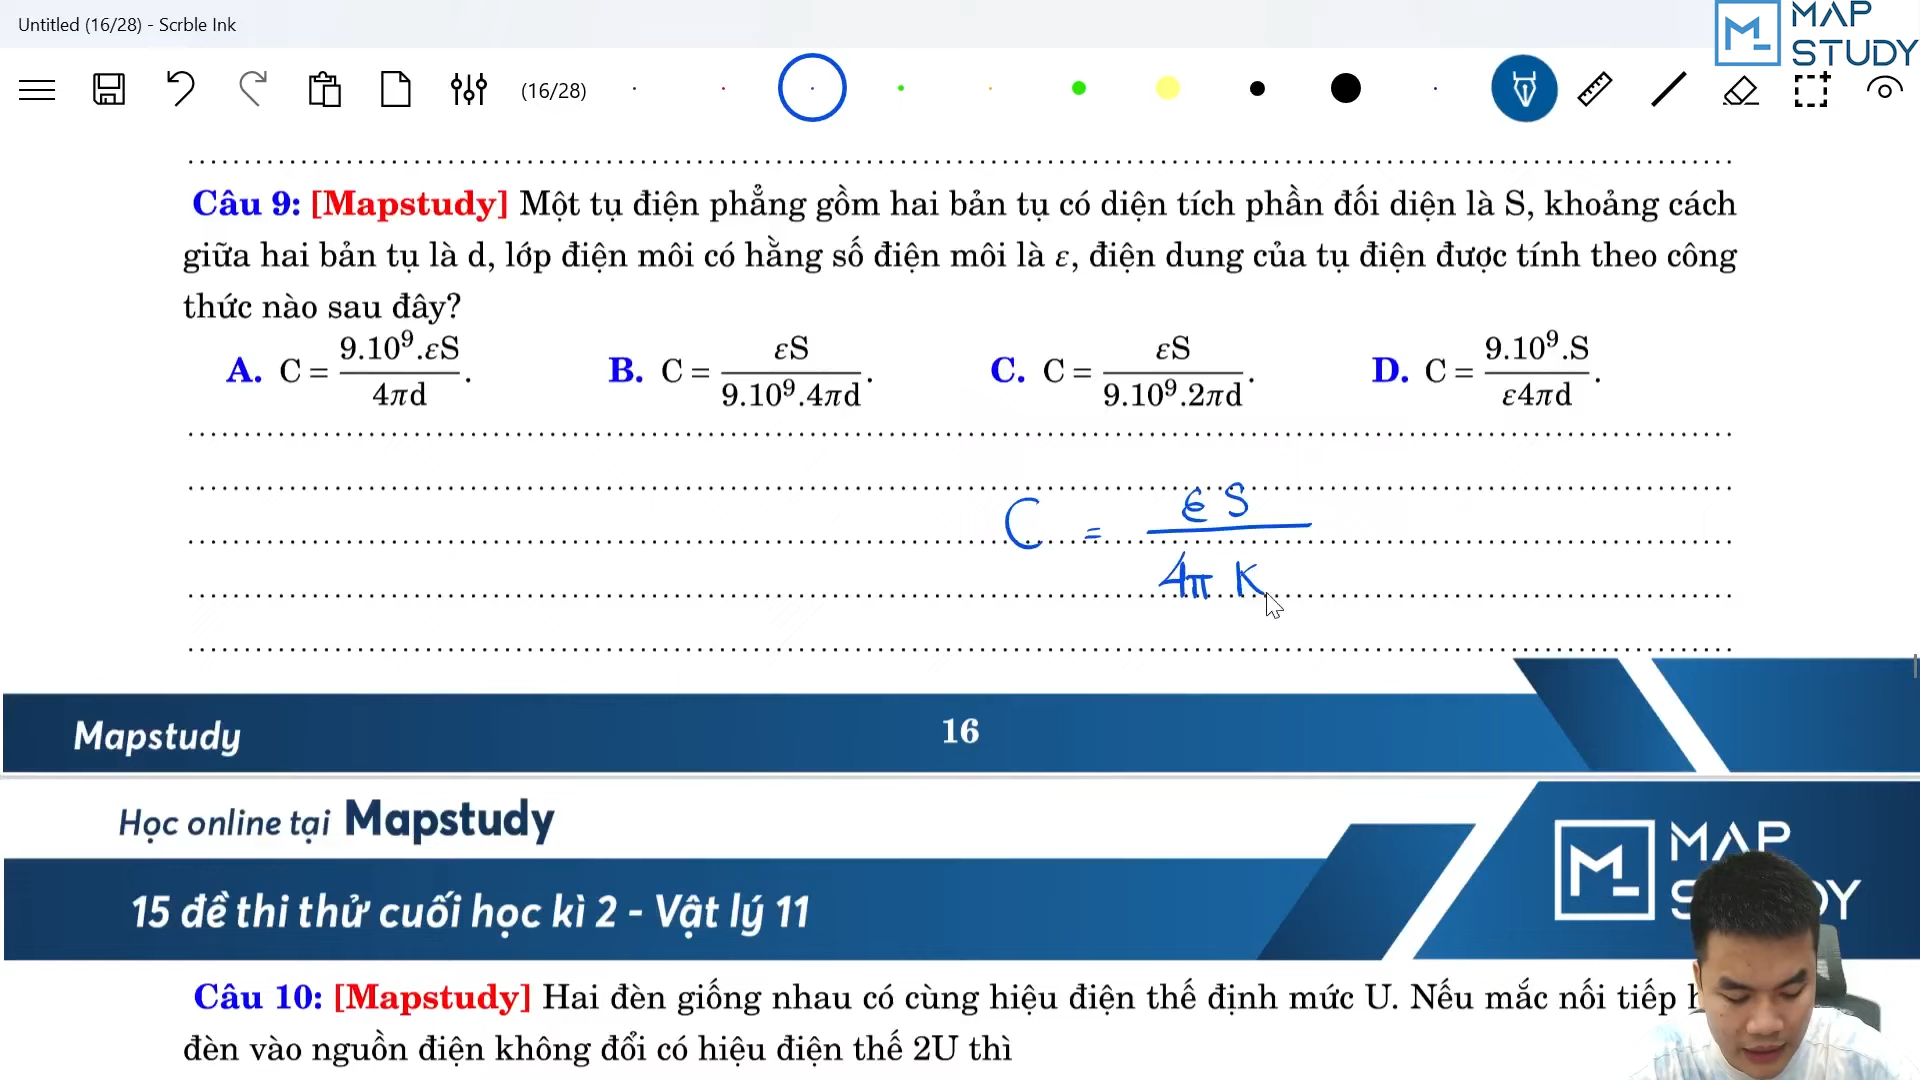 Untitled (16/28) - Scrble Ink
MAP
STUDY
(16/28)
Câu 9: [Mapstudy] Một tụ điện phẳng gồm hai bản tụ có diện tích phần đối diện là S, khoảng cách
giữa hai bản tụ là d, lớp điện môi có hằng số điện môi là ε, điện dung của tụ điện được tính theo công
thức nào sau đây?
A. C = 9.10⁹.εS / 4πd. B. C = εS / 9.10⁹.4πd. C. C = εS / 9.10⁹.2πd. D. C = 9.10⁹.S / ε4πd.
C = εS / 4π K
Mapstudy 16
Học online tại Mapstudy
MAP
15 đề thi thử cuối học kì 2 - Vật lý 11
Câu 10: [Mapstudy] Hai đèn giống nhau có cùng hiệu điện thế định mức U. Nếu mắc nối tiếp
đèn vào nguồn điện không đổi có hiệu điện thế 2U thì